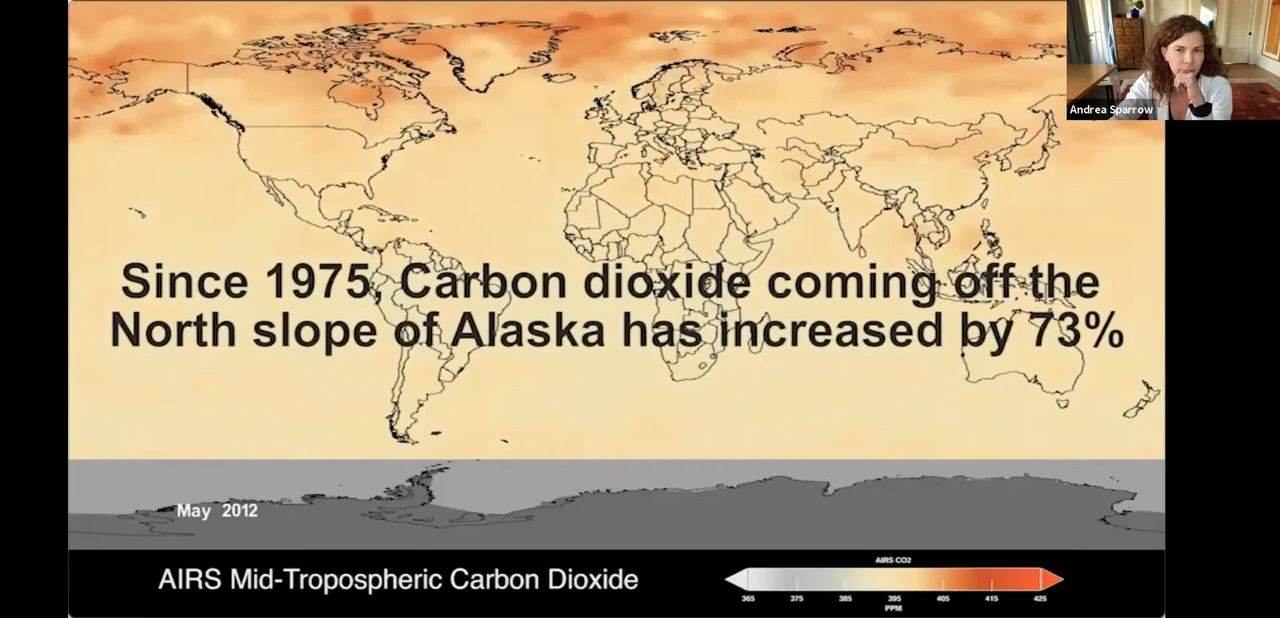 Andrea Sparrow
Since 1975, Carbon dioxide coming off the
North slope of Alaska has increased by 73%
May 2012
AIRS Mid-Tropospheric Carbon Dioxide
AIRS CO2
365 375 385 395 405 415 425
PPM